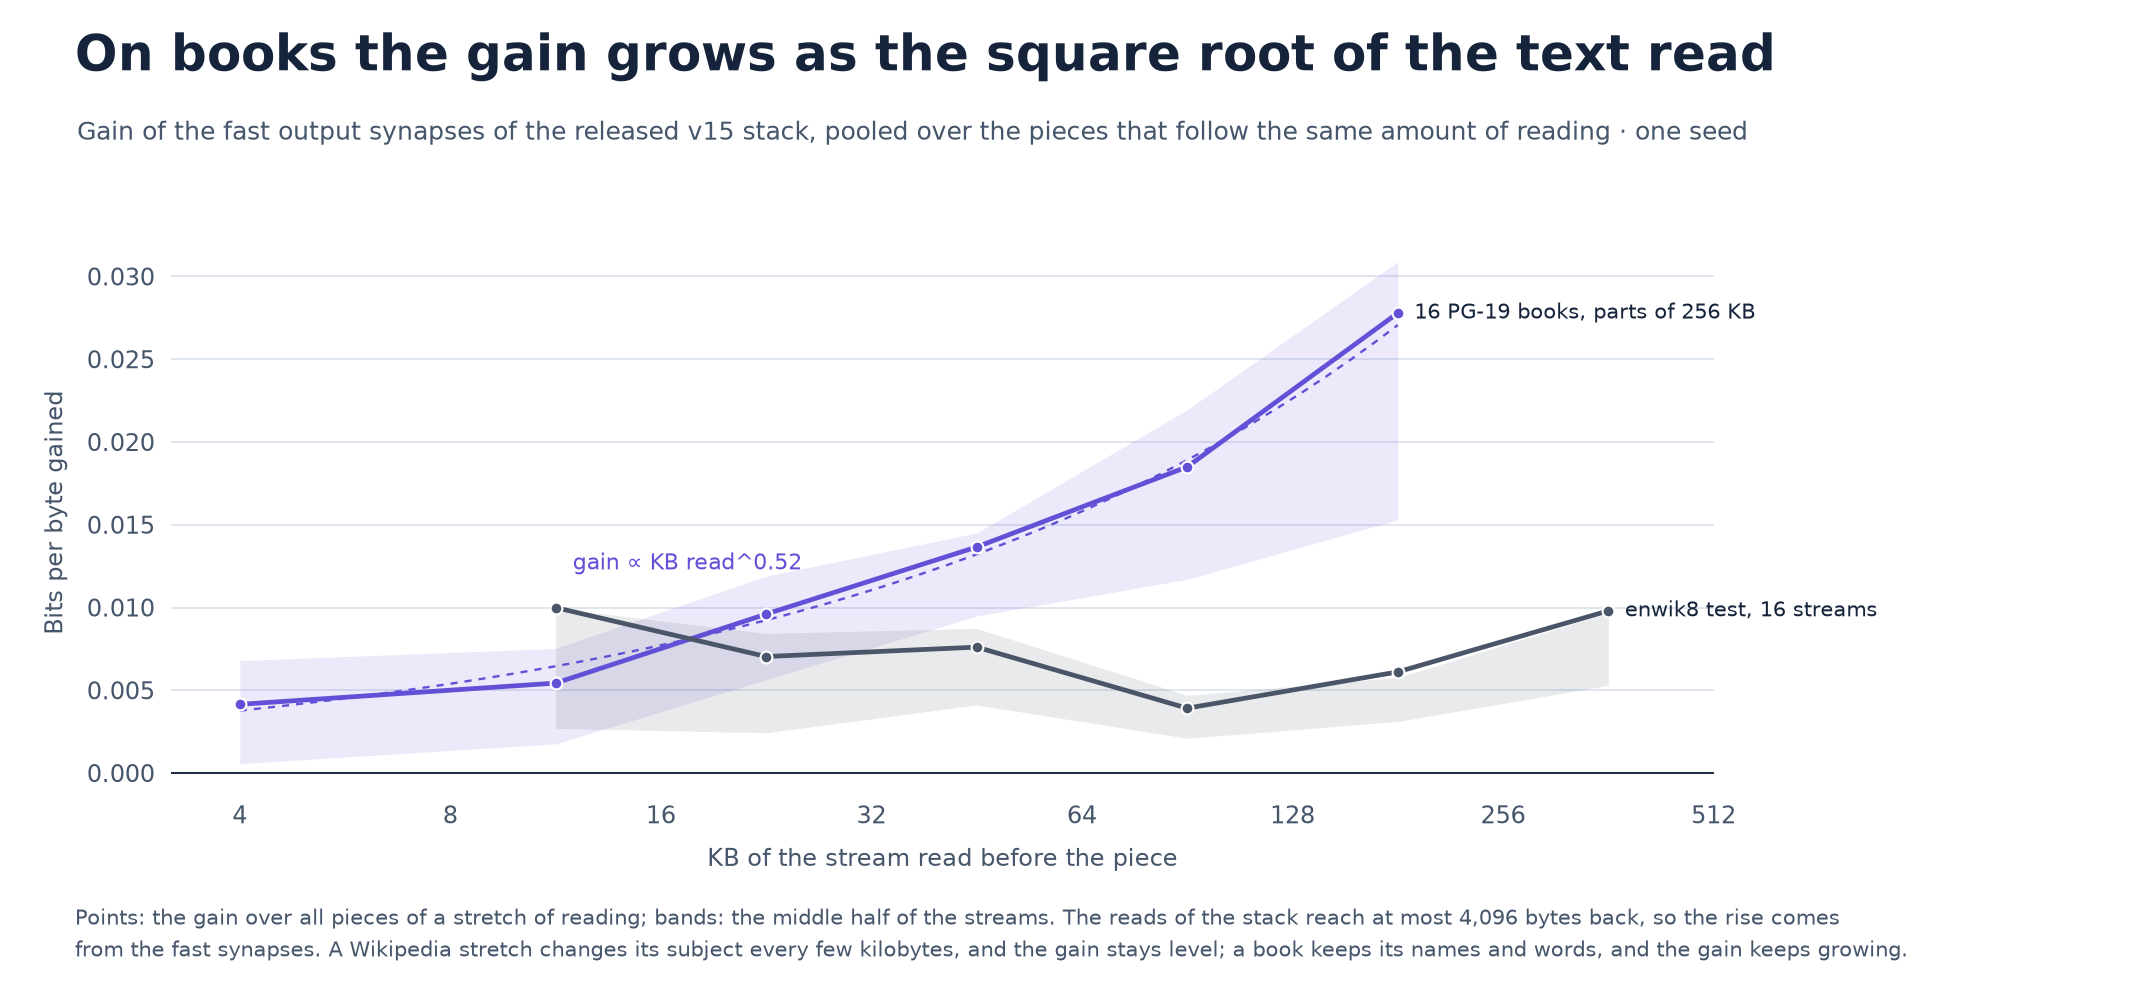 On books the gain grows as the square root of the text read
Gain of the fast output synapses of the released v15 stack, pooled over the pieces that follow the same amount of reading · one seed
0.030
16 PG-19 books, parts of 256 KB
0.025
0.020
0.015
gain ∝ KB read^0.52
0.010
enwik8 test, 16 streams
0.005
0.000
Bits per byte gained
4 8 16 32 64 128 256 512
KB of the stream read before the piece
Points: the gain over all pieces of a stretch of reading; bands: the middle half of the streams. The reads of the stack reach at most 4,096 bytes back, so the rise comes
from the fast synapses. A Wikipedia stretch changes its subject every few kilobytes, and the gain stays level; a book keeps its names and words, and the gain keeps growing.